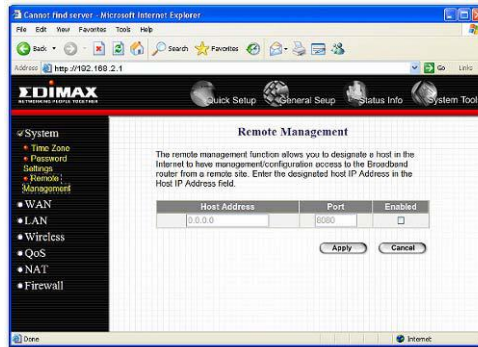 Cannot find server - Microsoft Internet Explorer
File Edit View Favorites Tools Help
Back Search Favorites
Address http://192.168.2.1 Go Links
EDIMAX
NETWORKING PEOPLE TOGETHER
Quick Setup General Seup Status Info System Tool
System
Time Zone
Password
Settings
Remote
Management
WAN
LAN
Wireless
QoS
NAT
Firewall
Remote Management
The remote management function allows you to designate a host in the
Internet to have management/configuration access to the Broadband
router from a remote site. Enter the designated host IP Address in the
Host IP Address field.
Host Address Port Enabled
0.0.0.0 8080
Apply Cancel
Done Internet